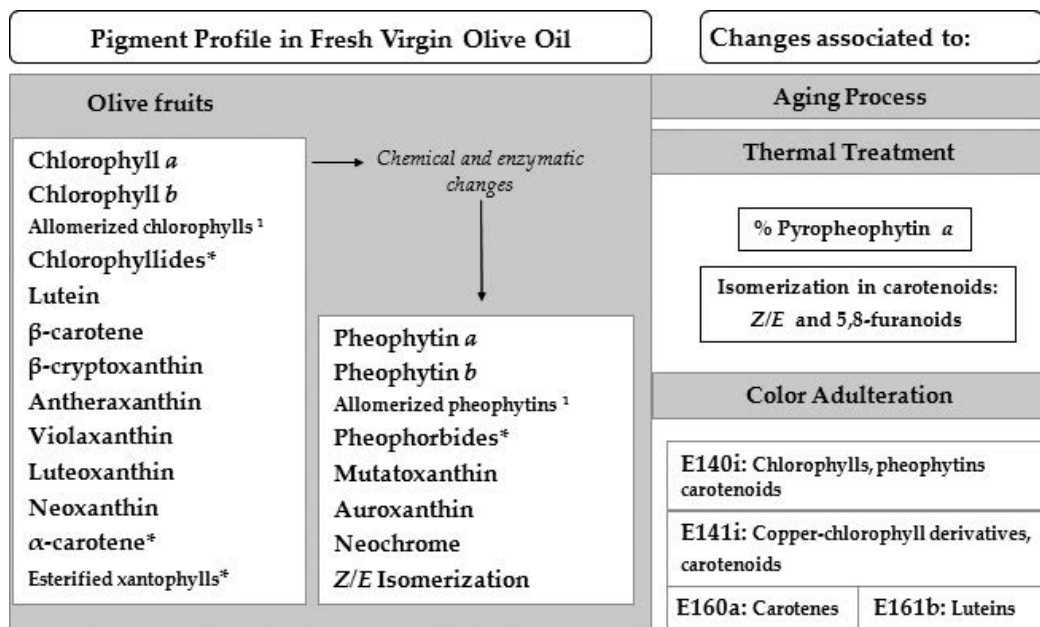 Pigment Profile in Fresh Virgin Olive Oil
Changes associated to:
Olive fruits
Chlorophyll a
Chlorophyll b
Allomerized chlorophylls ¹
Chlorophyllides*
Lutein
β-carotene
β-cryptoxanthin
Antheraxanthin
Violaxanthin
Luteoxanthin
Neoxanthin
α-carotene*
Esterified xantophylls*
Chemical and enzymatic
changes
Pheophytin a
Pheophytin b
Allomerized pheophytins ¹
Pheophorbides*
Mutatoxanthin
Auroxanthin
Neochrome
Z/E Isomerization
Aging Process
Thermal Treatment
% Pyropheophytin a
Isomerization in carotenoids:
Z/E and 5,8-furanoids
Color Adulteration
E140i: Chlorophylls, pheophytins
carotenoids
E141i: Copper-chlorophyll derivatives,
carotenoids
E160a: Carotenes
E161b: Luteins